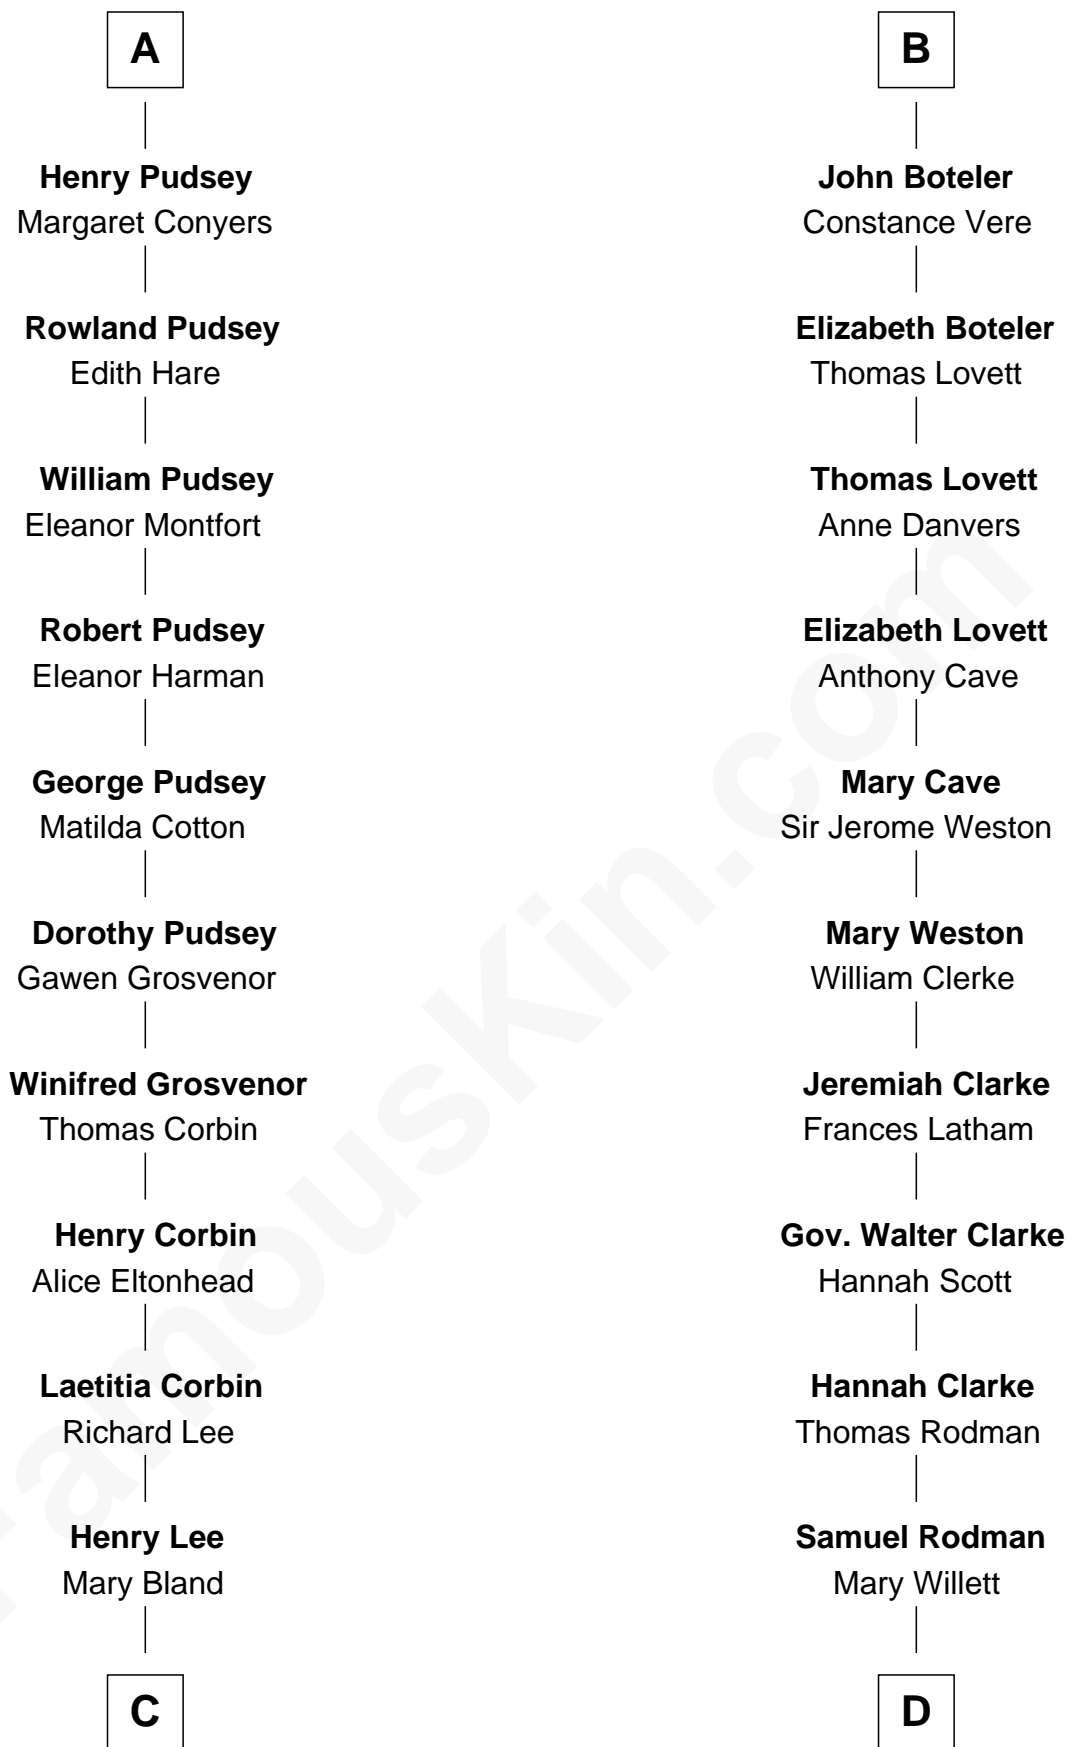 A
Henry Pudsey
Margaret Conyers
Rowland Pudsey
Edith Hare
William Pudsey
Eleanor Montfort
Robert Pudsey
Eleanor Harman
George Pudsey
Matilda Cotton
Dorothy Pudsey
Gawen Grosvenor
Winifred Grosvenor
Thomas Corbin
Henry Corbin
Alice Eltonhead
Laetitia Corbin
Richard Lee
Henry Lee
Mary Bland
C
B
John Boteler
Constance Vere
Elizabeth Boteler
Thomas Lovett
Thomas Lovett
Anne Danvers
Elizabeth Lovett
Anthony Cave
Mary Cave
Sir Jerome Weston
Mary Weston
William Clerke
Jeremiah Clarke
Frances Latham
Gov. Walter Clarke
Hannah Scott
Hannah Clarke
Thomas Rodman
Samuel Rodman
Mary Willett
D
FamousKin.com